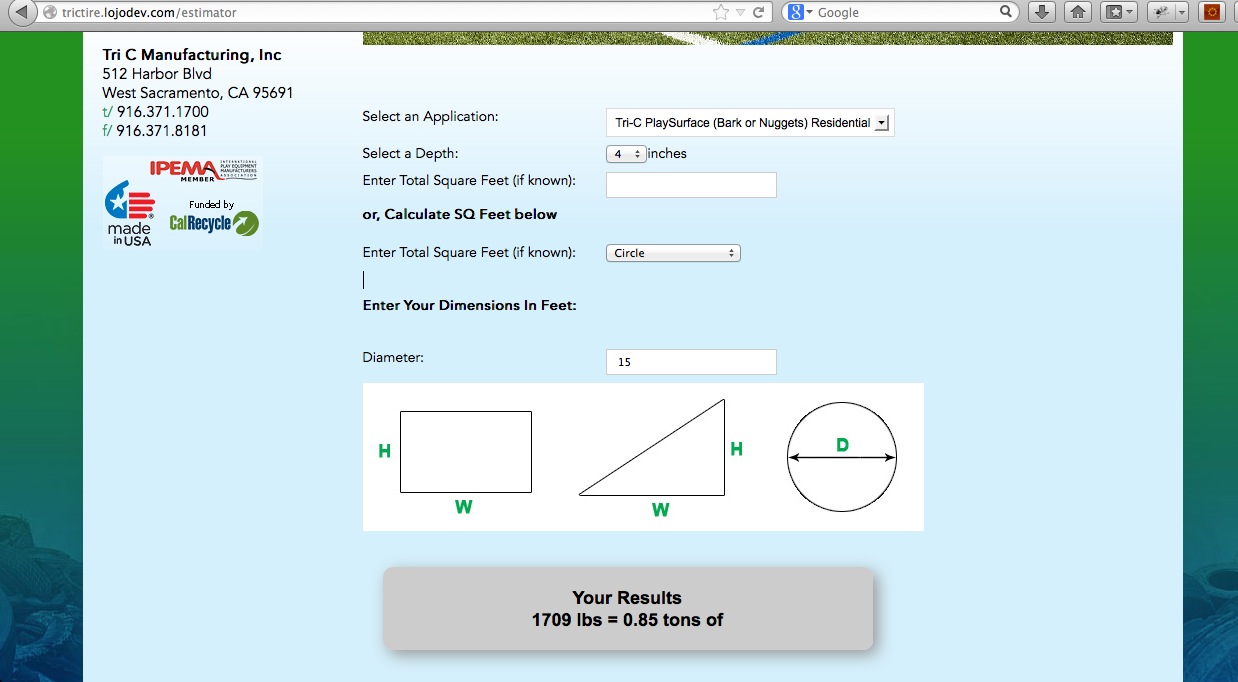 trictire.lojodev.com/estimator
8 Google
Tri C Manufacturing, Inc
512 Harbor Blvd
West Sacramento, CA 95691
t/ 916.371.1700
f/ 916.371.8181
IPEMA
MEMBER
INTERNATIONAL
PLAY EQUIPMENT
MANUFACTURERS
ASSOCIATION
made
in USA
®
Funded by
CalRecycle
Select an Application:
Tri-C PlaySurface (Bark or Nuggets) Residential
Select a Depth:
4 inches
Enter Total Square Feet (if known):
or, Calculate SQ Feet below
Enter Total Square Feet (if known):
Circle
Enter Your Dimensions In Feet:
Diameter:
15
H
W
H
W
D
Your Results
1709 lbs = 0.85 tons of